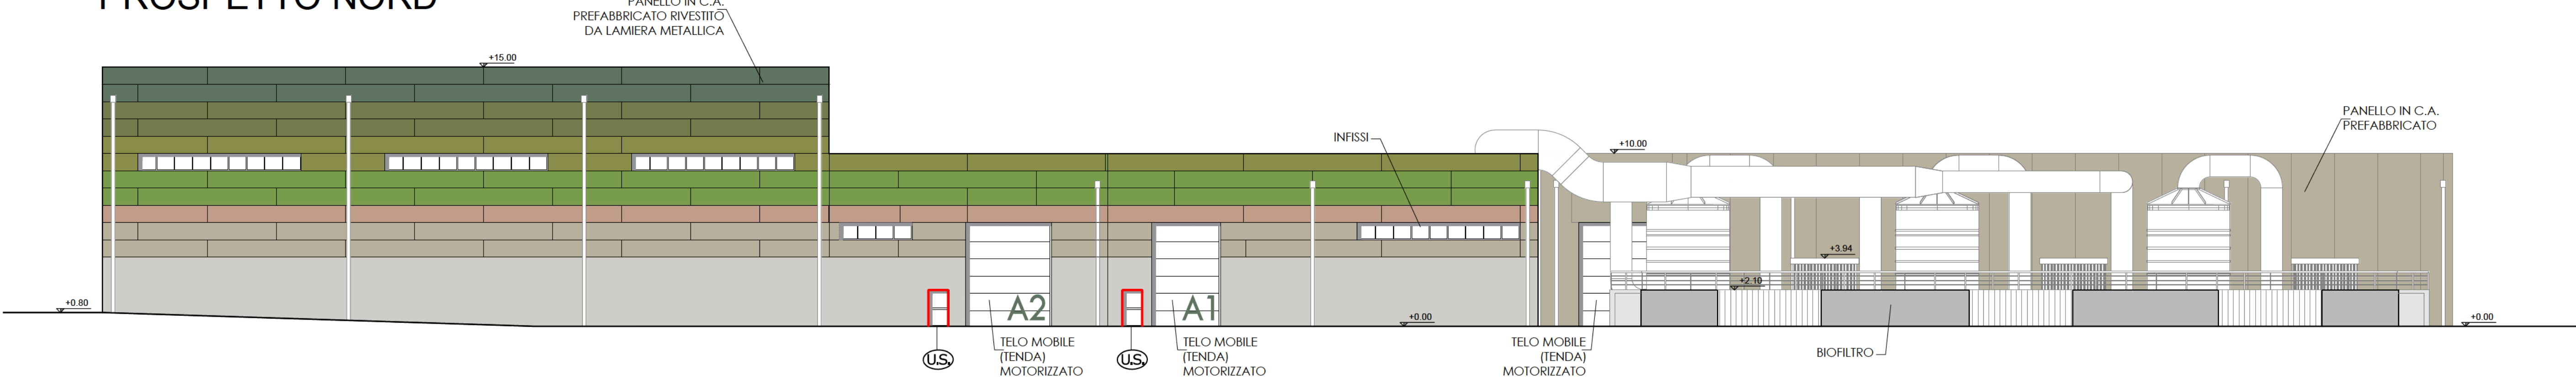 PROSPETTO NORD
PANELLO IN C.A.
PREFABBRICATO RIVESTITO
DA LAMIERA METALLICA
+15.00
PANELLO IN C.A.
PREFABBRICATO
INFISSI
+10.00
+3.94
+2.10
+0.80
A2
A1
+0.00
+0.00
U.S.
TELO MOBILE
(TENDA)
MOTORIZZATO
U.S.
TELO MOBILE
(TENDA)
MOTORIZZATO
TELO MOBILE
(TENDA)
MOTORIZZATO
BIOFILTRO